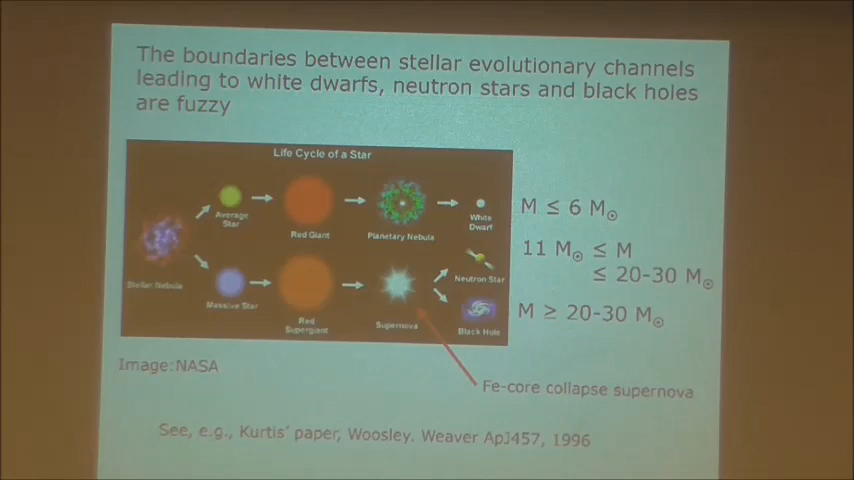 The boundaries between stellar evolutionary channels
leading to white dwarfs, neutron stars and black holes
are fuzzy
Life Cycle of a Star
Average
Star
Red Giant
Planetary Nebula
White
Dwarf
M ≤ 6 M☉
Stellar Nebula
Massive Star
Red
Supergiant
Supernova
Neutron Star
Black Hole
11 M☉ ≤ M
≤ 20-30 M☉
M ≥ 20-30 M☉
Image:NASA
Fe-core collapse supernova
See, e.g., Kurtis' paper, Woosley. Weaver ApJ457, 1996